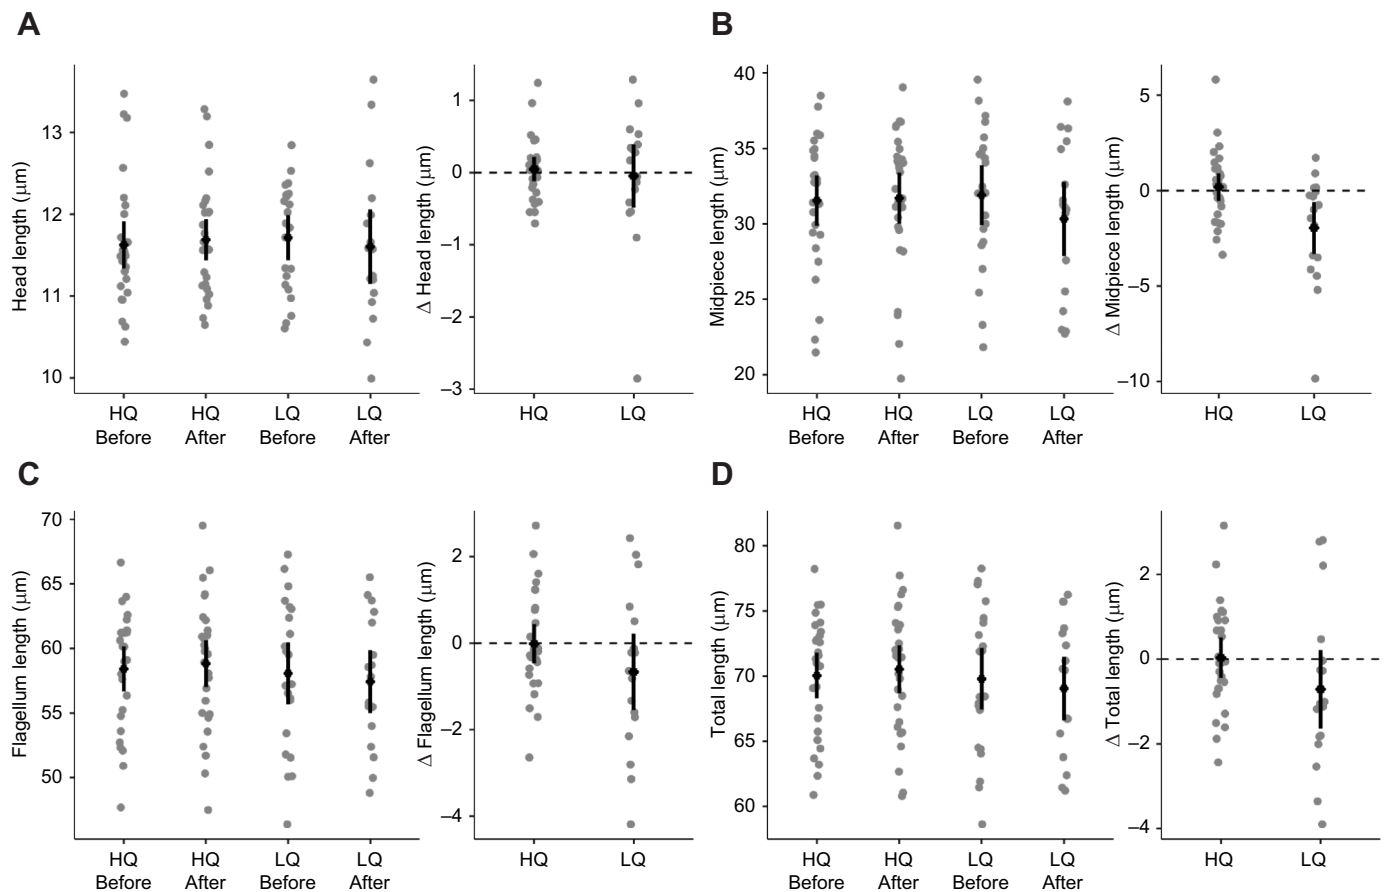 A
Head length (μm)
13
12
11
10
HQ Before
HQ After
LQ Before
LQ After
Δ Head length (μm)
1
0
–1
–2
–3
HQ
LQ
B
Midpiece length (μm)
40
35
30
25
20
HQ Before
HQ After
LQ Before
LQ After
Δ Midpiece length (μm)
5
0
–5
–10
HQ
LQ
C
Flagellum length (μm)
70
65
60
55
50
HQ Before
HQ After
LQ Before
LQ After
Δ Flagellum length (μm)
2
0
–2
–4
HQ
LQ
D
Total length (μm)
80
75
70
65
60
HQ Before
HQ After
LQ Before
LQ After
Δ Total length (μm)
2
0
–2
–4
HQ
LQ